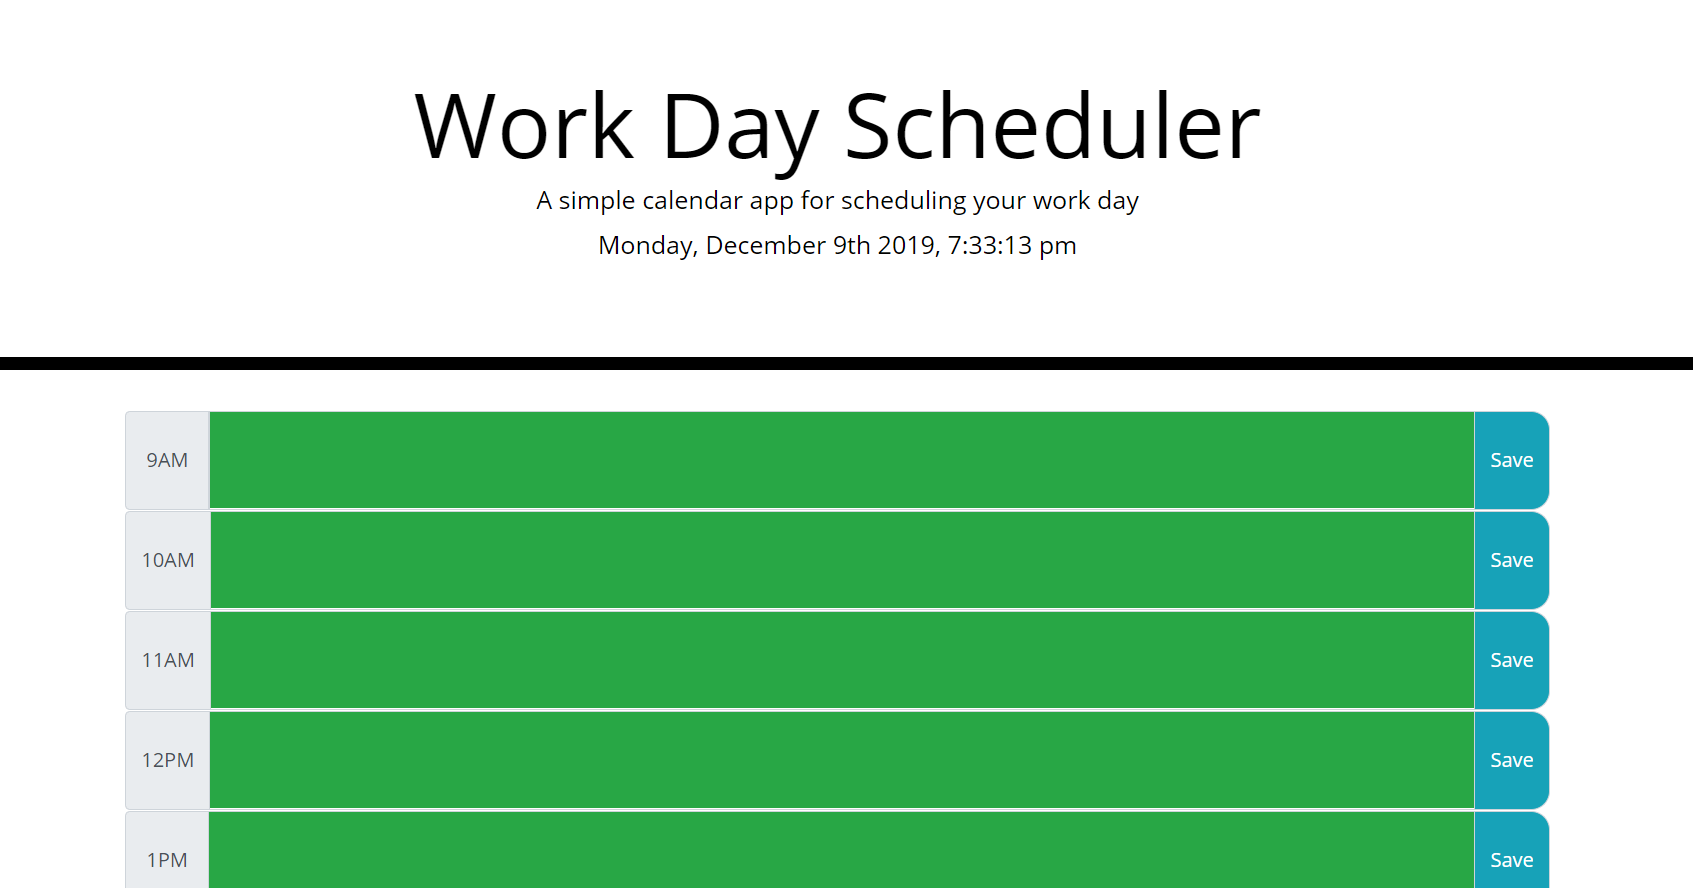 Work Day Scheduler
A simple calendar app for scheduling your work day
Monday, December 9th 2019, 7:33:13 pm
9AM Save
10AM Save
11AM Save
12PM Save
1PM Save